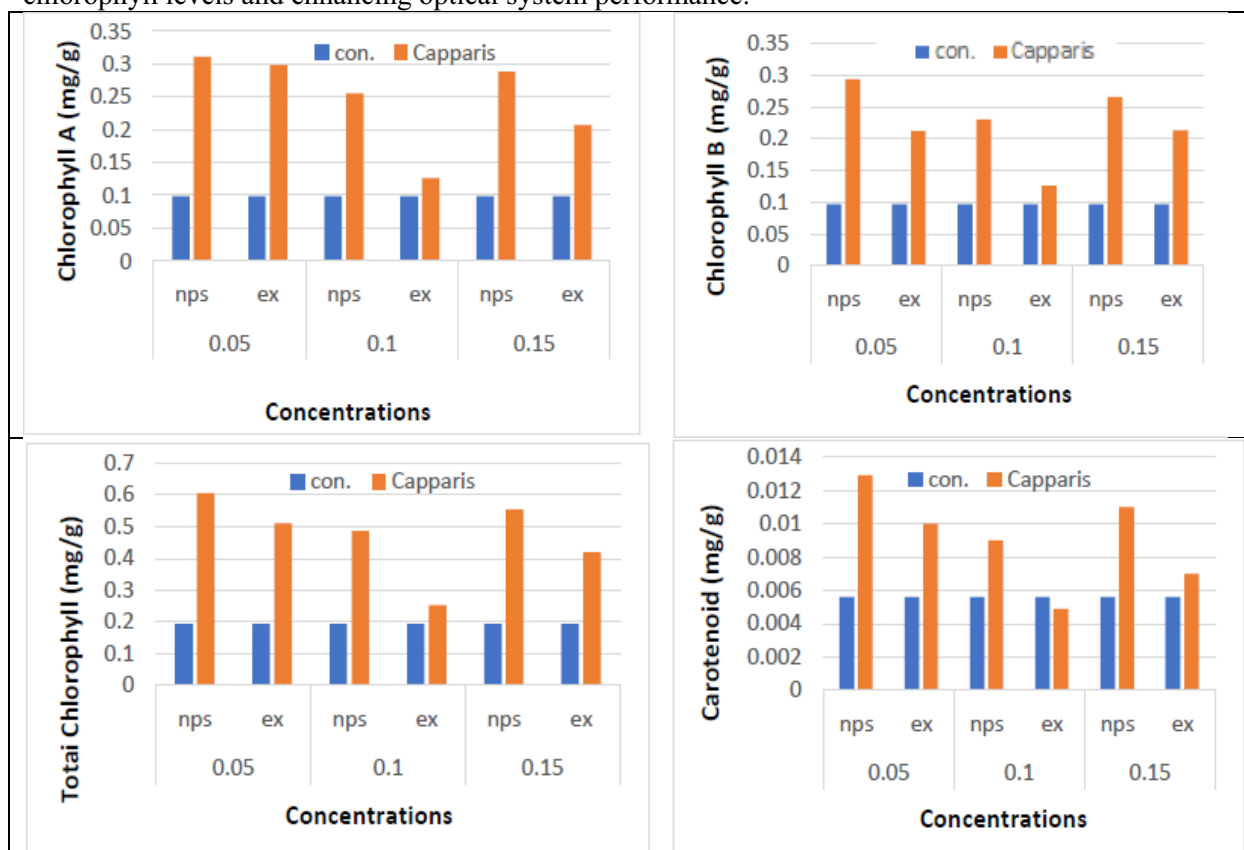 chlorophyll levels and enhancing optical system performance.
Chlorophyll A (mg/g)
con. Capparis
0.35
0.3
0.25
0.2
0.15
0.1
0.05
0
nps ex nps ex nps ex
0.05 0.1 0.15
Concentrations
Chlorophyll B (mg/g)
con. Capparis
0.35
0.3
0.25
0.2
0.15
0.1
0.05
0
nps ex nps ex nps ex
0.05 0.1 0.15
Concentrations
Totai Chlorophyll (mg/g)
con. Capparis
0.7
0.6
0.5
0.4
0.3
0.2
0.1
0
nps ex nps ex nps ex
0.05 0.1 0.15
Concentrations
Carotenoid (mg/g)
con. Capparis
0.014
0.012
0.01
0.008
0.006
0.004
0.002
0
nps ex nps ex nps ex
0.05 0.1 0.15
Concentrations